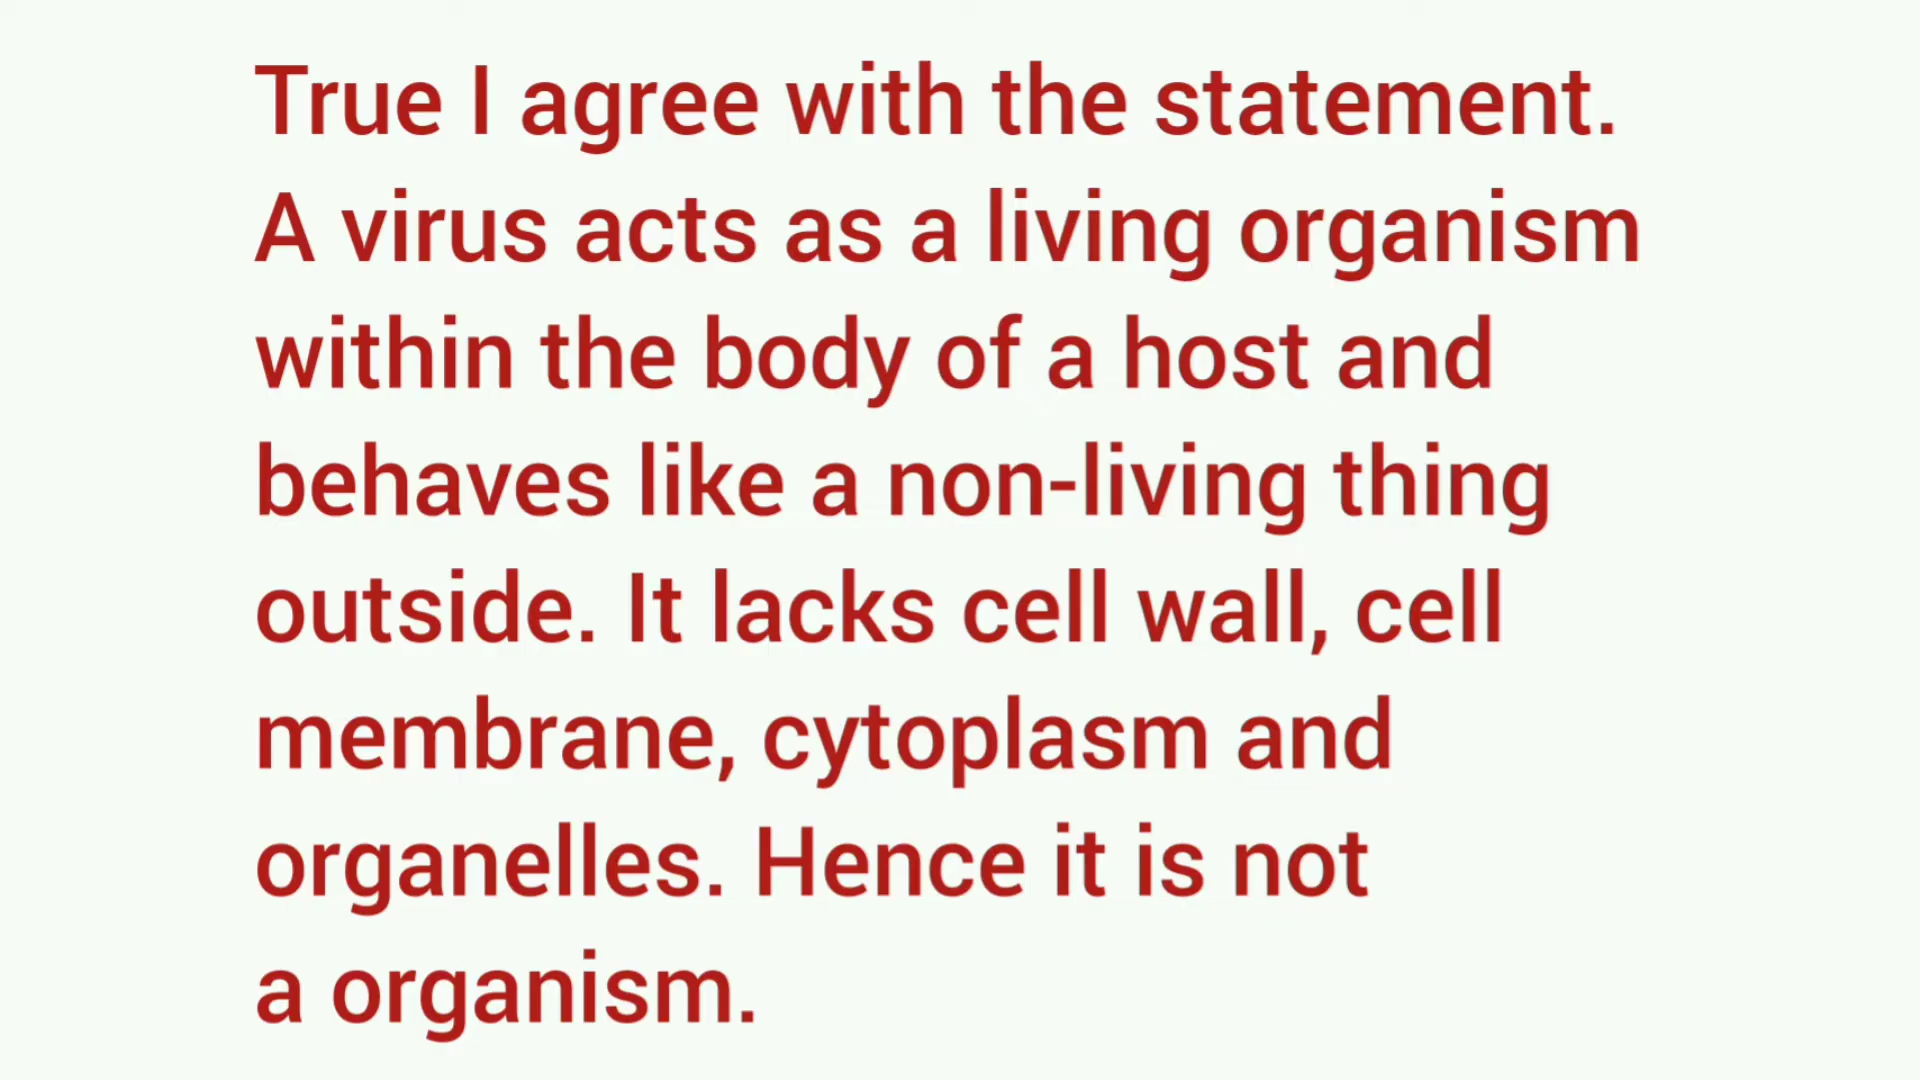 True I agree with the statement.
A virus acts as a living organism
within the body of a host and
behaves like a non-living thing
outside. It lacks cell wall, cell
membrane, cytoplasm and
organelles. Hence it is not
a organism.